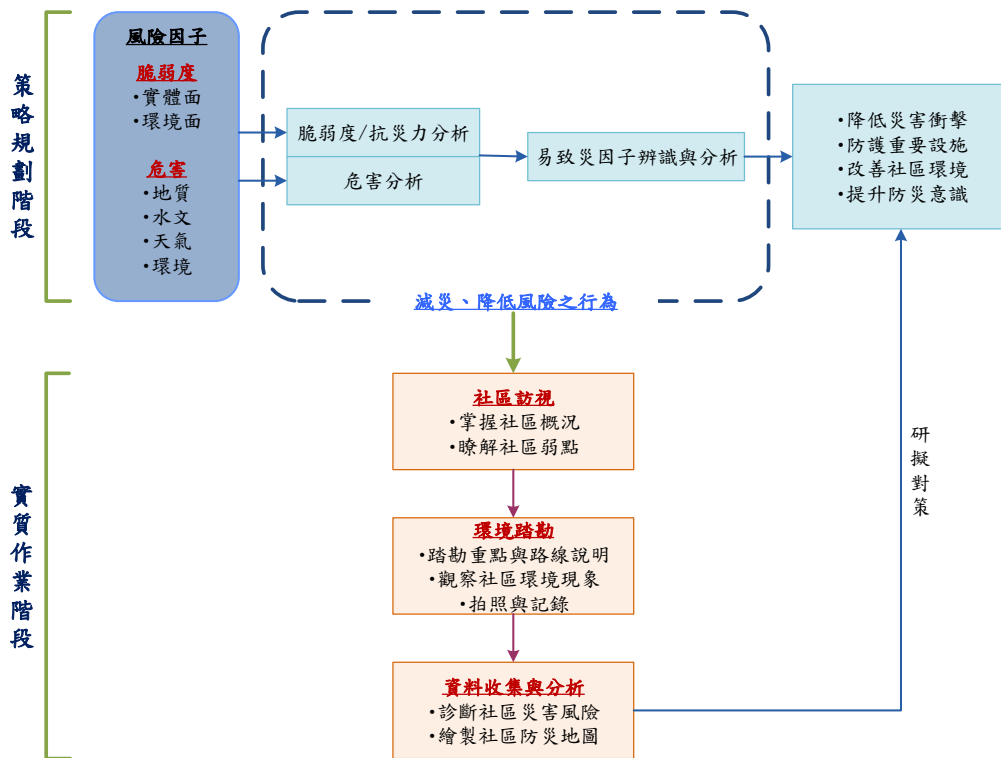 策略規劃階段
風險因子
脆弱度
•實體面
•環境面
危害
•地質
•水文
•天氣
•環境
脆弱度/抗災力分析
危害分析
易致災因子辨識與分析
•降低災害衝擊
•防護重要設施
•改善社區環境
•提升防災意識
減災、降低風險之行為
實質作業階段
社區訪視
•掌握社區概況
•瞭解社區弱點
環境踏勘
•踏勘重點與路線說明
•觀察社區環境現象
•拍照與記錄
資料收集與分析
•診斷社區災害風險
•繪製社區防災地圖
研擬對策